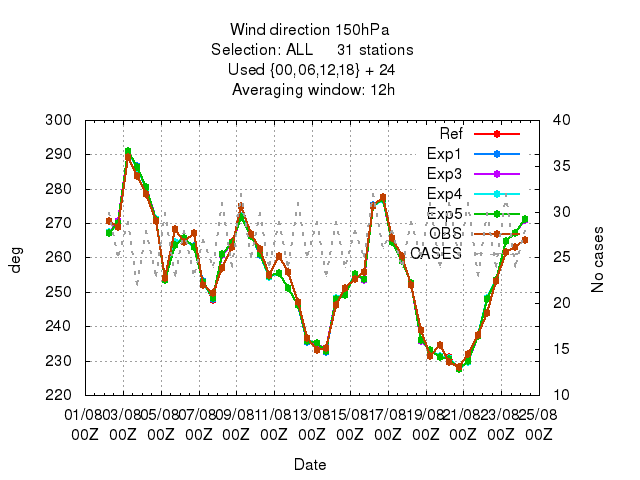 Wind direction 150hPa
Selection: ALL     31 stations
Used {00,06,12,18} + 24
Averaging window: 12h
300 40
290 35
280 30
270 25
260 20
250 15
240 10
230
220
Ref
Exp1
Exp3
Exp4
Exp5
OBS
CASES
deg
No cases
01/08 03/08 05/08 07/08 09/08 11/08 13/08 15/08 17/08 19/08 21/08 23/08 25/08
00Z 00Z 00Z 00Z 00Z 00Z 00Z 00Z 00Z 00Z 00Z 00Z 00Z
Date